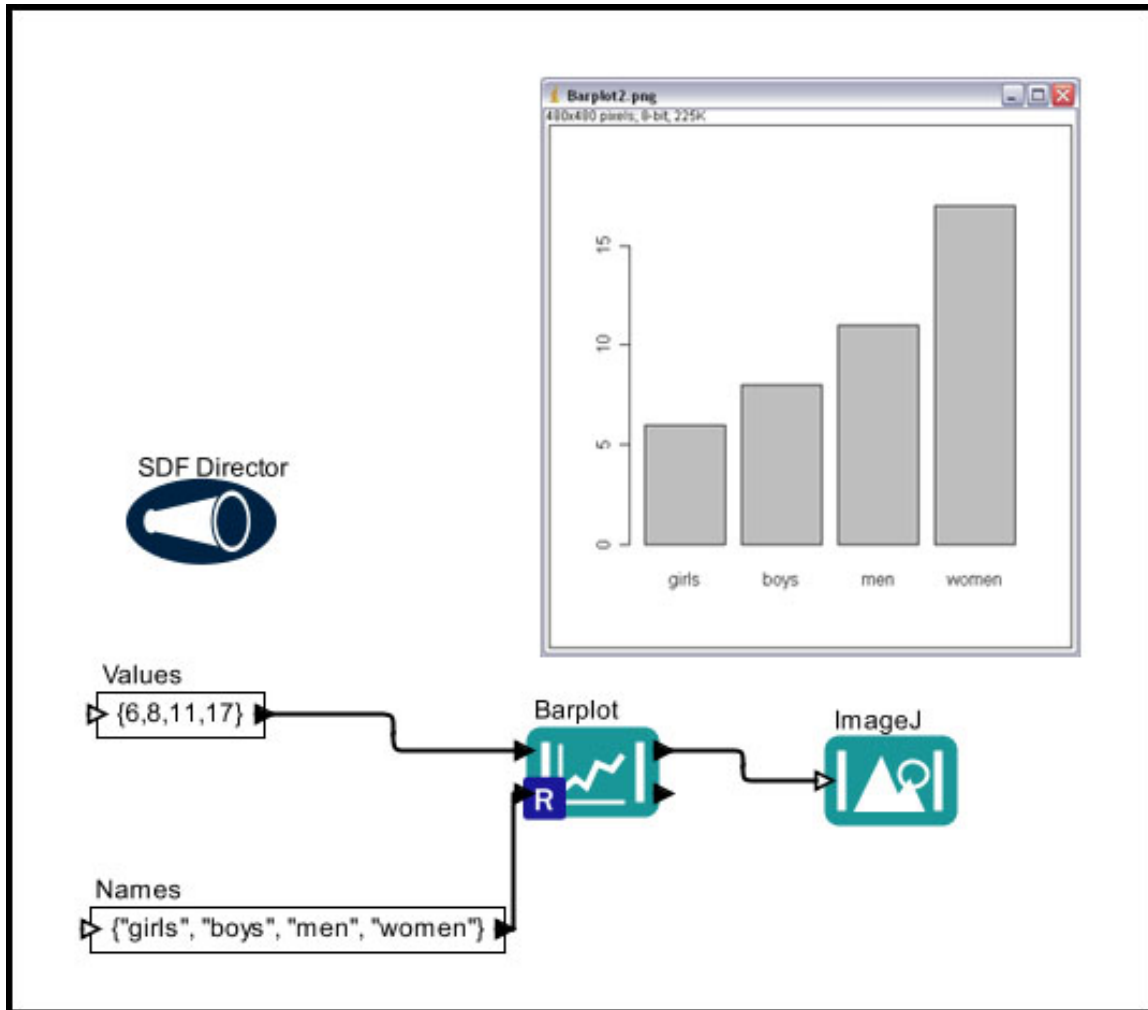 Barplot2.png
480x480 pixels; 8-bit, 225K
15
10
5
0
girls boys men women
SDF Director
Values
{6,8,11,17}
Barplot
R
ImageJ
Names
{"girls", "boys", "men", "women"}